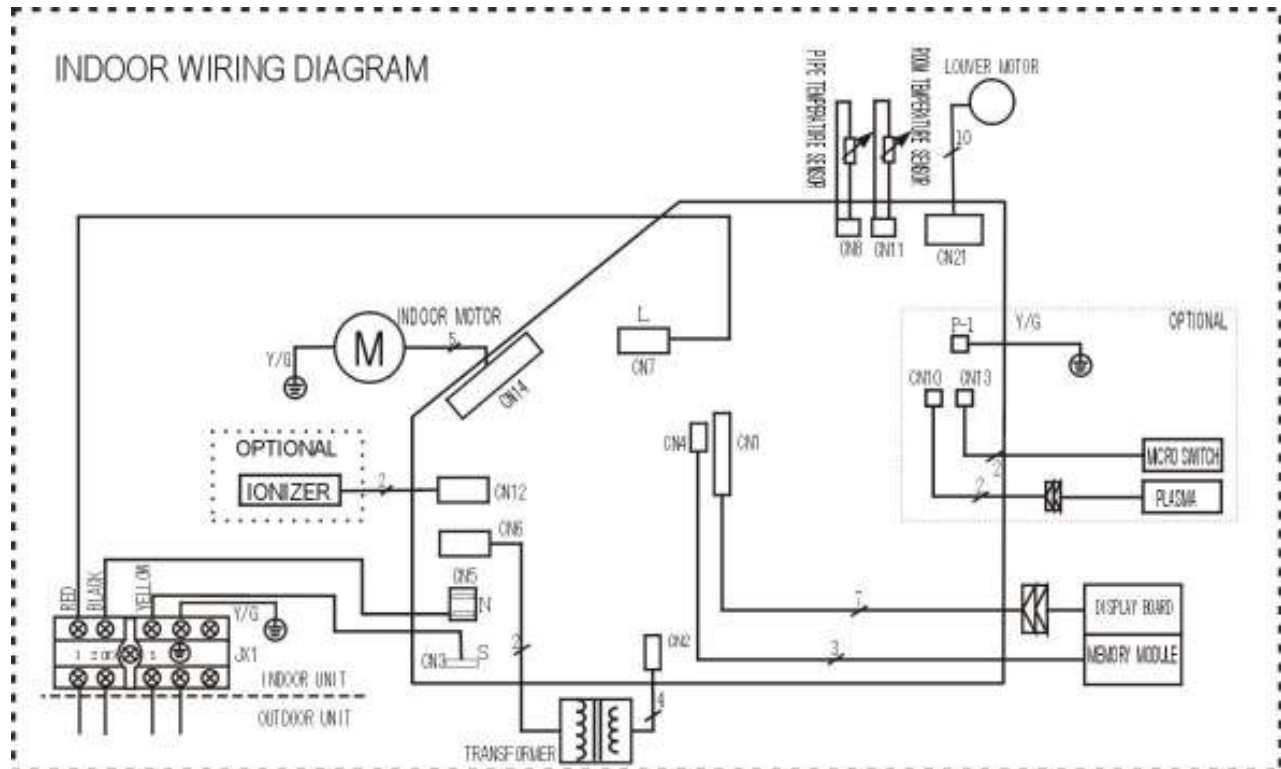 INDOOR WIRING DIAGRAM
PIPE TEMPERATURE SENSOR
ROOM TEMPERATURE SENSOR
LOUVER MOTOR
10
CN8
CN11
CN21
INDOOR MOTOR
M
5
Y/G
CN14
L
CN7
OPTIONAL
P-1
Y/G
CN10
CN13
2
MICRO SWITCH
2
PLASMA
OPTIONAL
IONIZER
2
CN12
CN4
CN1
CN6
CN5
N
RED
BLACK
YELLOW
Y/G
1
JX1
CN3
S
INDOOR UNIT
OUTDOOR UNIT
2
CN2
4
TRANSFORMER
7
DISPLAY BOARD
3
MEMORY MODULE